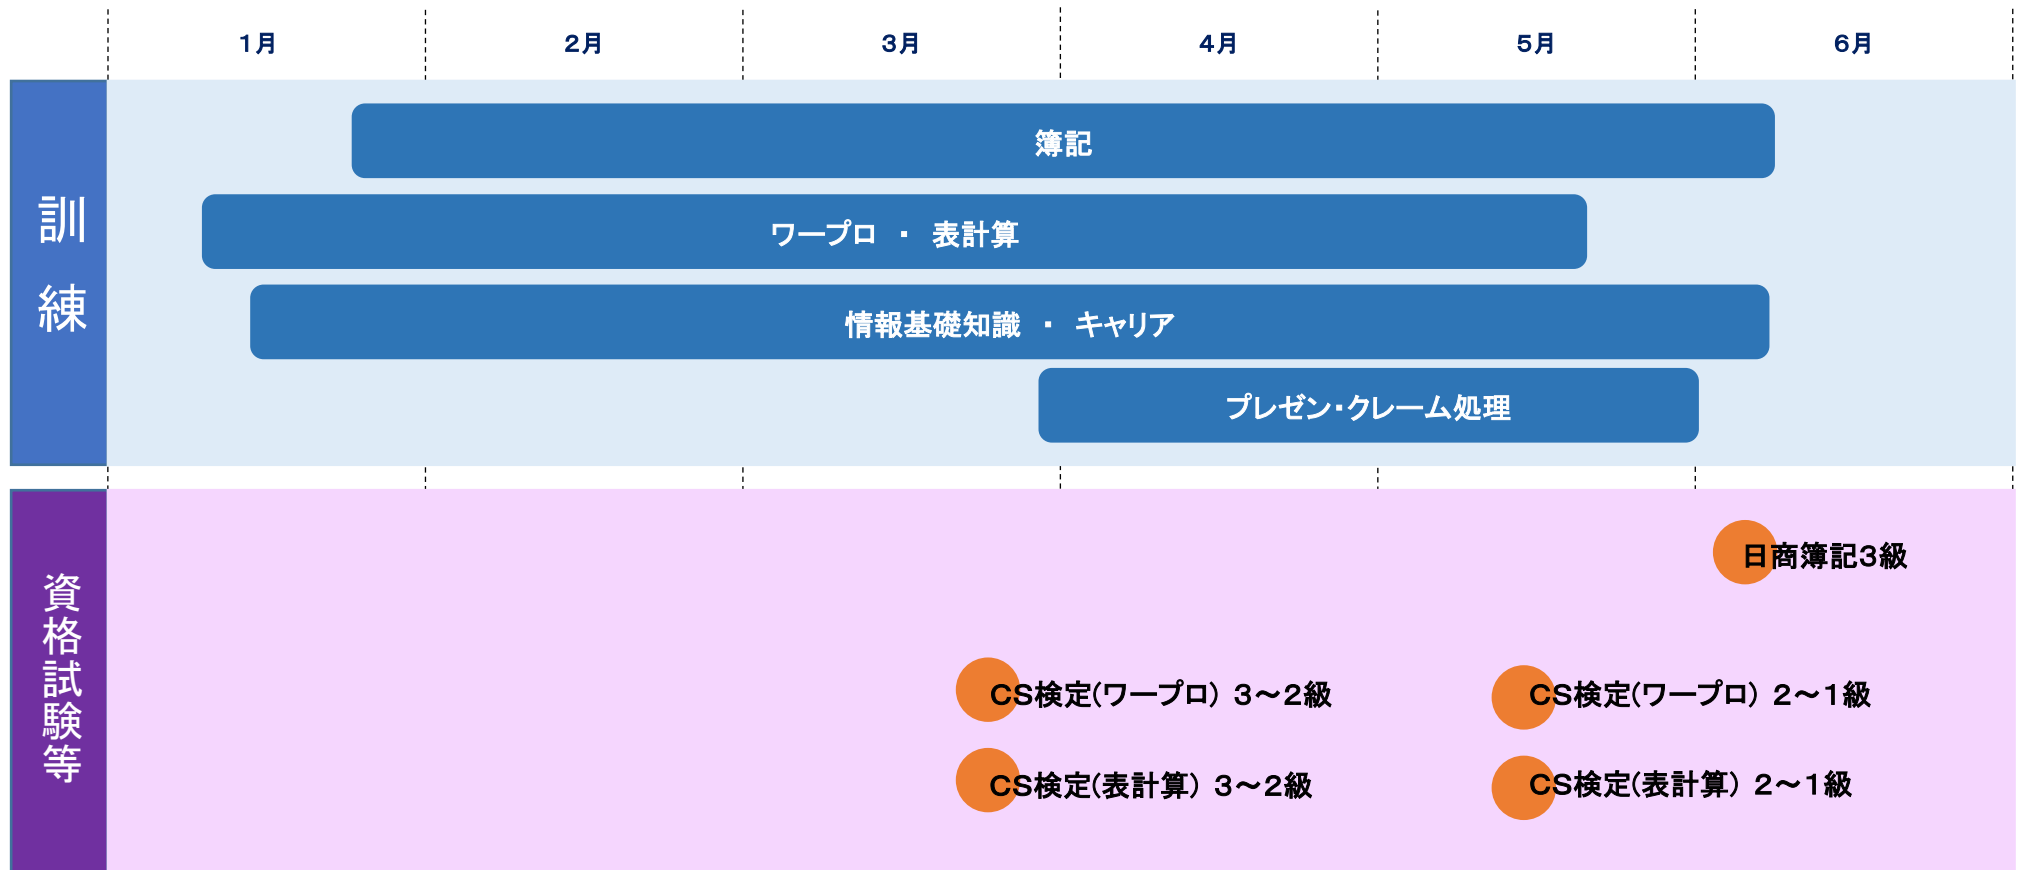 １月 ２月 ３月 ４月 ５月 ６月
訓練
簿記
ワープロ ・ 表計算
情報基礎知識 ・ キャリア
プレゼン・クレーム処理
資格試験等
日商簿記３級
CS検定(ワープロ) ３～２級
CS検定(ワープロ) ２～１級
CS検定(表計算) ３～２級
CS検定(表計算) ２～１級